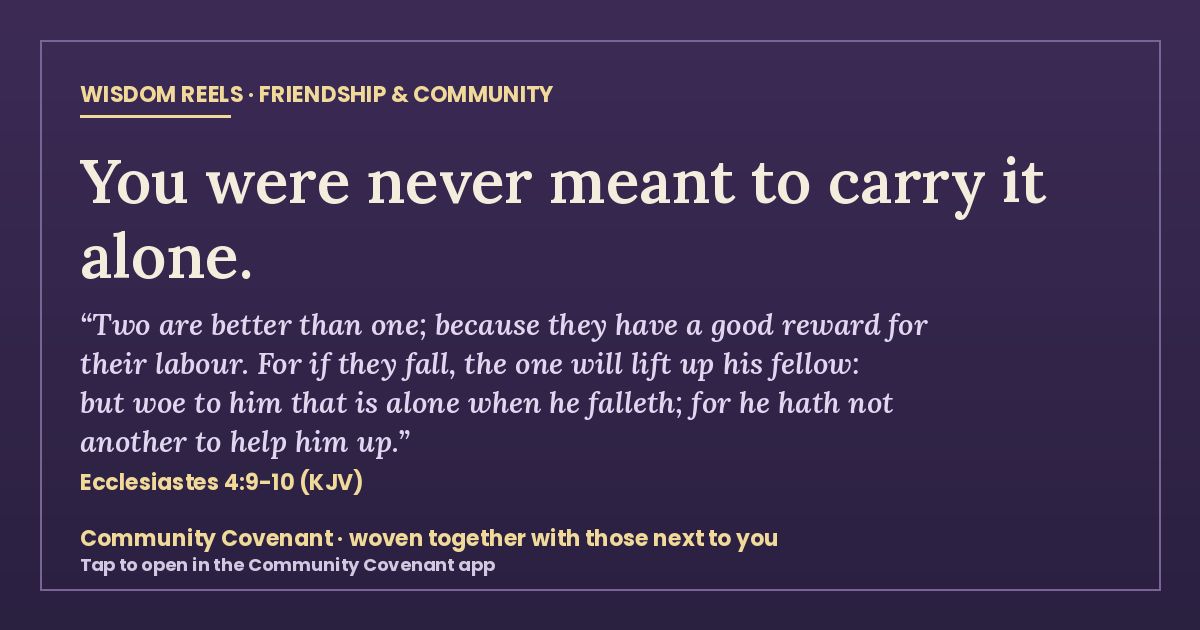 WISDOM REELS · FRIENDSHIP & COMMUNITY
You were never meant to carry it
alone.
“Two are better than one; because they have a good reward for
their labour. For if they fall, the one will lift up his fellow:
but woe to him that is alone when he falleth; for he hath not
another to help him up.”
Ecclesiastes 4:9–10 (KJV)
Community Covenant · woven together with those next to you
Tap to open in the Community Covenant app